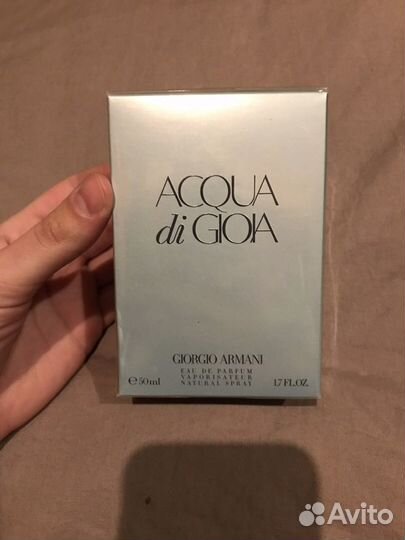 ACQUA
di GIOIA
GIORGIO ARMANI
EAU DE PARFUM
VAPORISATEUR
NATURAL SPRAY
℮50ml
1.7 FL.OZ.
Avito